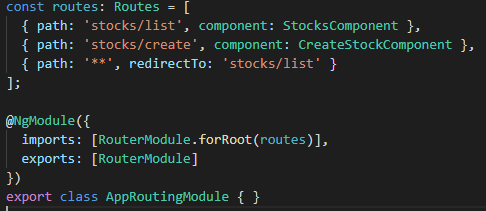 const routes: Routes = [
  { path: 'stocks/list', component: StocksComponent },
  { path: 'stocks/create', component: CreateStockComponent },
  { path: '**', redirectTo: 'stocks/list' }
];

@NgModule({
  imports: [RouterModule.forRoot(routes)],
  exports: [RouterModule]
})
export class AppRoutingModule { }